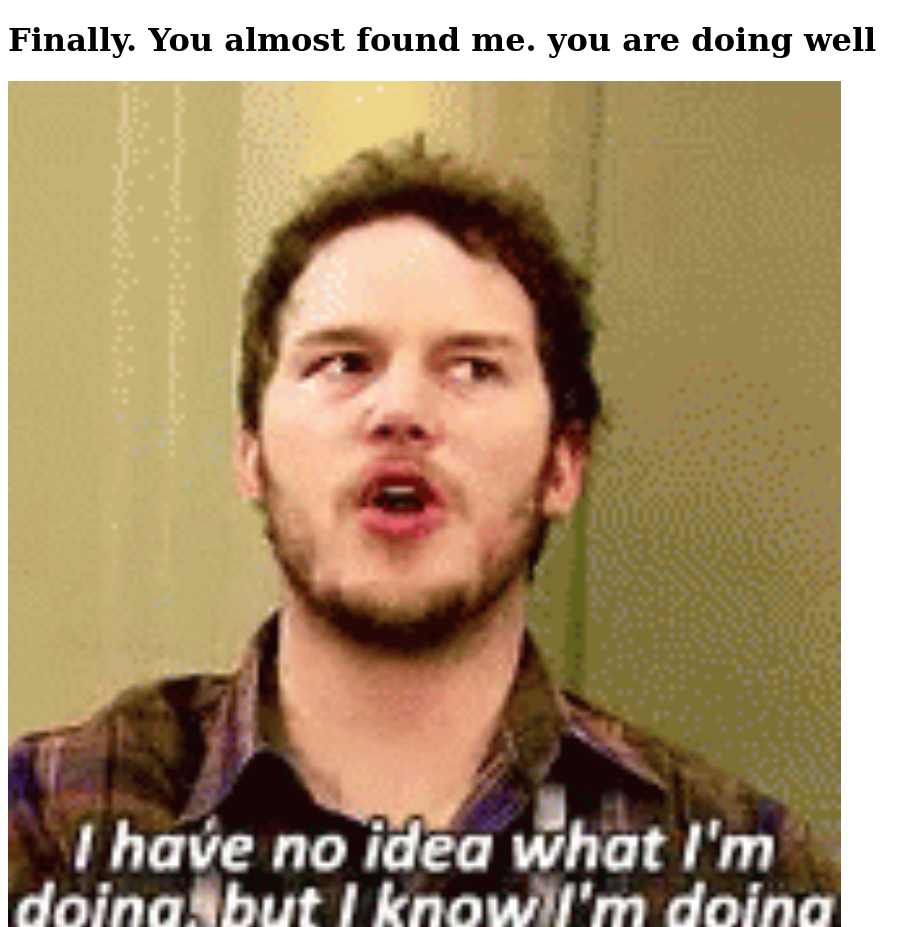 Finally. You almost found me. you are doing well
I have no idea what I'm
doing, but I know I'm doing